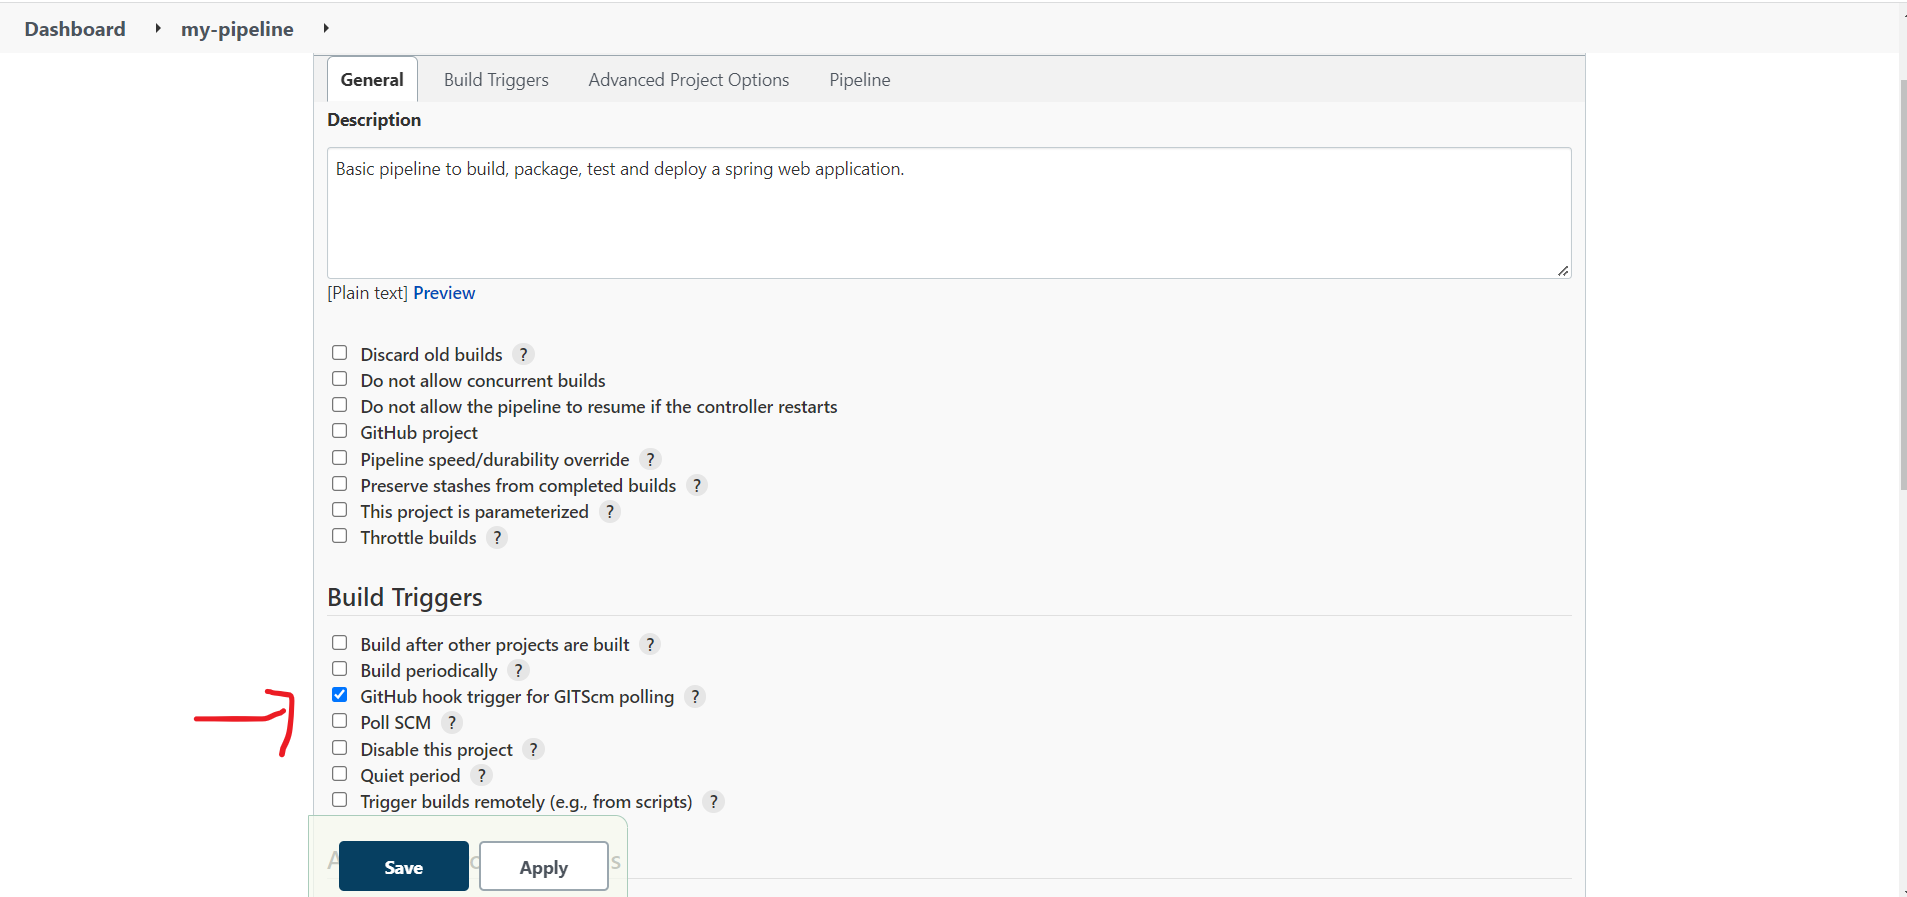 Dashboard my-pipeline
General Build Triggers Advanced Project Options Pipeline
Description
Basic pipeline to build, package, test and deploy a spring web application.
[Plain text] Preview
Discard old builds ?
Do not allow concurrent builds
Do not allow the pipeline to resume if the controller restarts
GitHub project
Pipeline speed/durability override ?
Preserve stashes from completed builds ?
This project is parameterized ?
Throttle builds ?
Build Triggers
Build after other projects are built ?
Build periodically ?
GitHub hook trigger for GITScm polling ?
Poll SCM ?
Disable this project ?
Quiet period ?
Trigger builds remotely (e.g., from scripts) ?
Save Apply